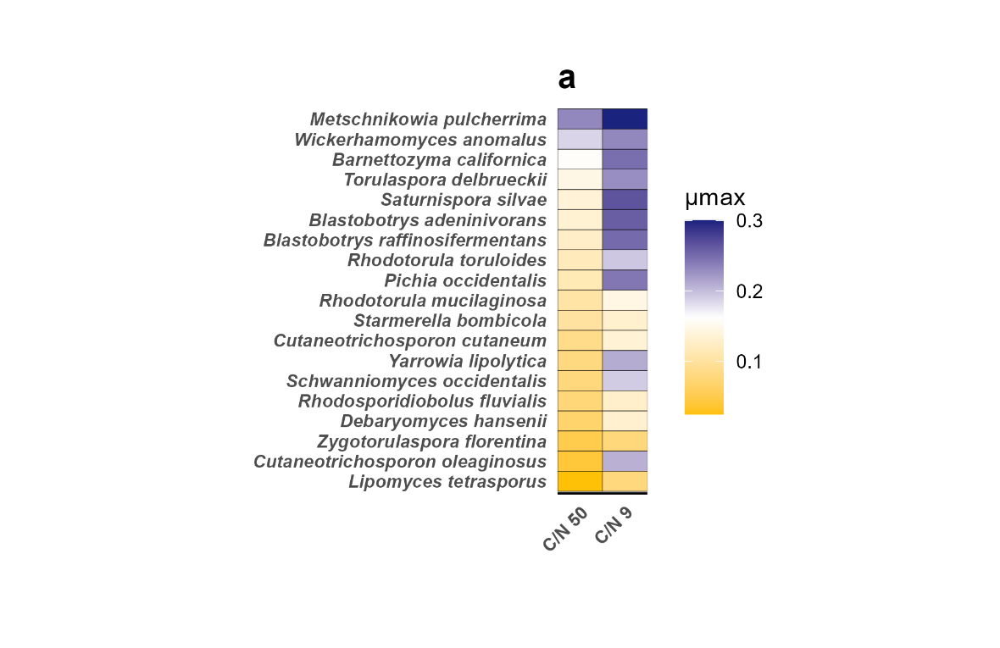 a
Metschnikowia pulcherrima
Wickerhamomyces anomalus
Barnettozyma californica
Torulaspora delbrueckii
Saturnispora silvae
Blastobotrys adeninivorans
Blastobotrys raffinosifermentans
Rhodotorula toruloides
Pichia occidentalis
Rhodotorula mucilaginosa
Starmerella bombicola
Cutaneotrichosporon cutaneum
Yarrowia lipolytica
Schwanniomyces occidentalis
Rhodosporidiobolus fluvialis
Debaryomyces hansenii
Zygotorulaspora florentina
Cutaneotrichosporon oleaginosus
Lipomyces tetrasporus
C/N 50
C/N 9
µmax
0.3
0.2
0.1